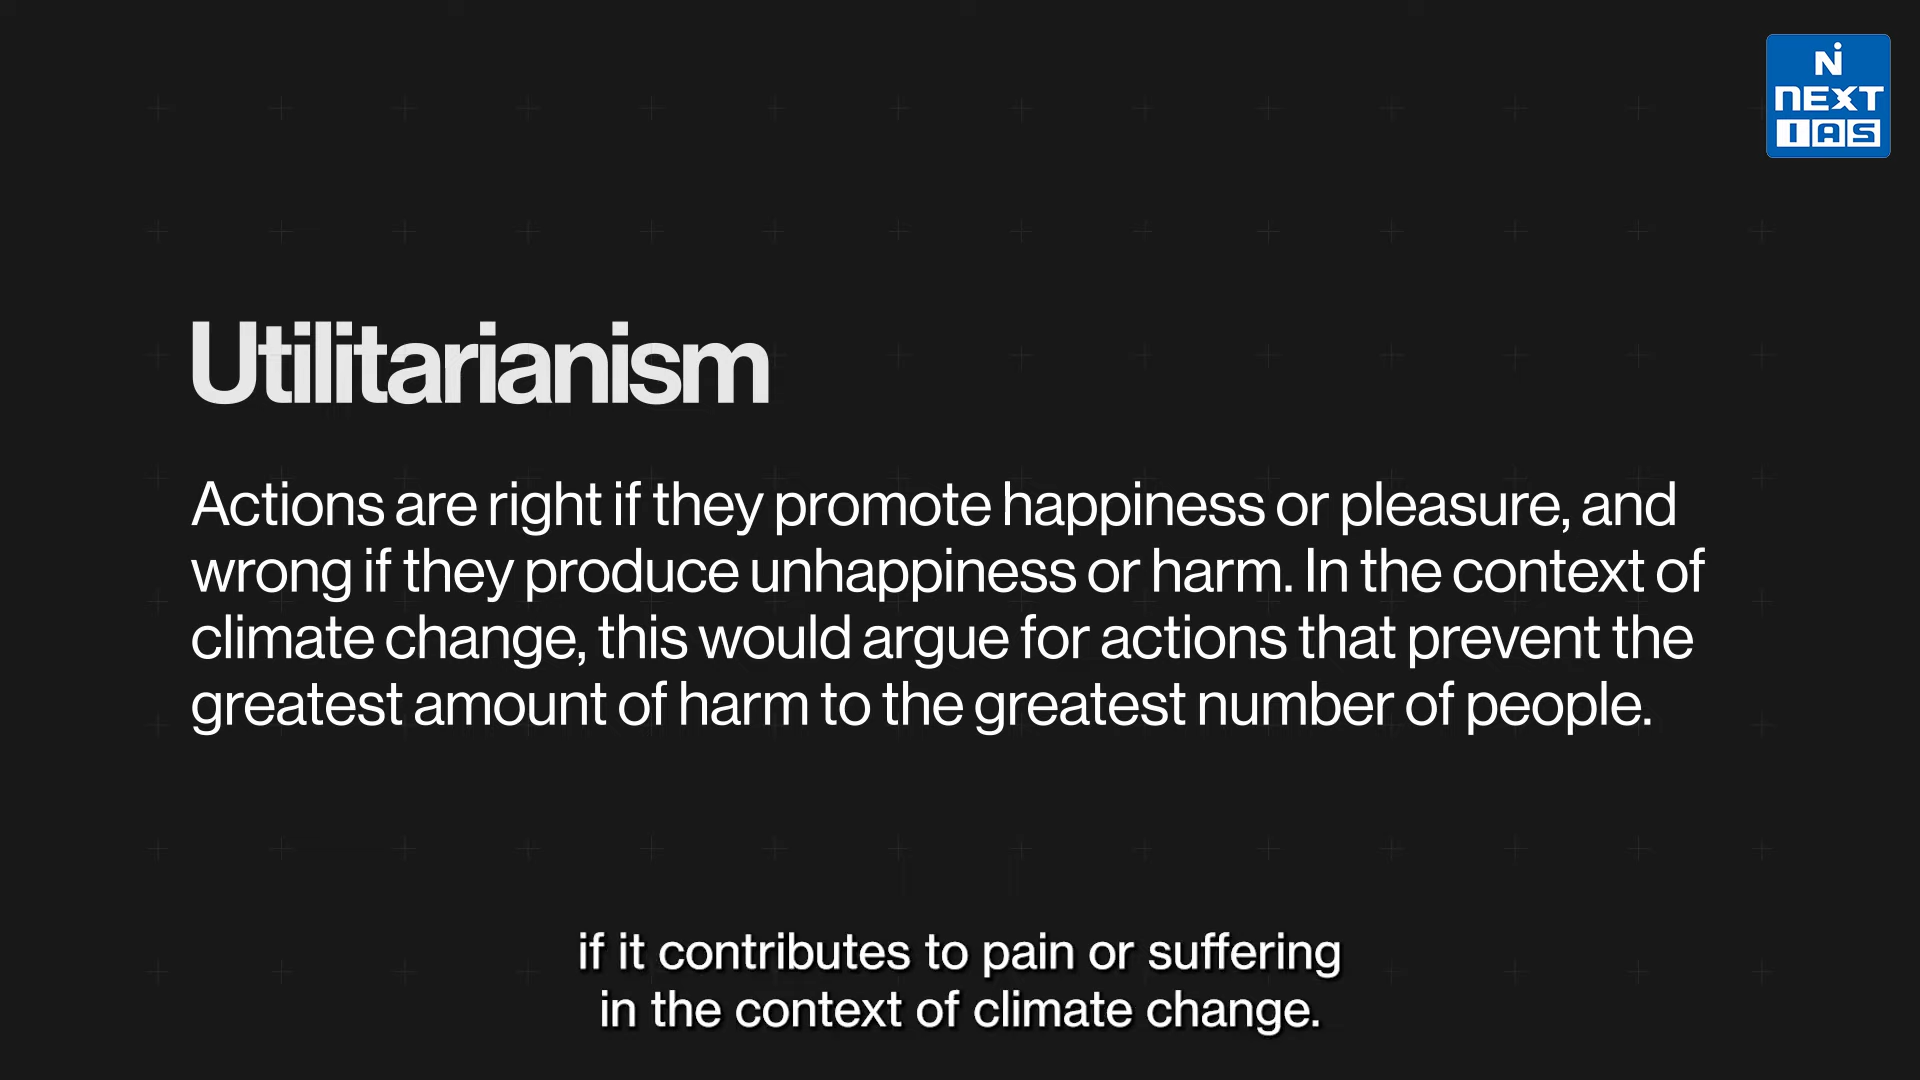 Ni
NEXT
IAS
Utilitarianism
Actions are right if they promote happiness or pleasure, and
wrong if they produce unhappiness or harm. In the context of
climate change, this would argue for actions that prevent the
greatest amount of harm to the greatest number of people.
if it contributes to pain or suffering
in the context of climate change.